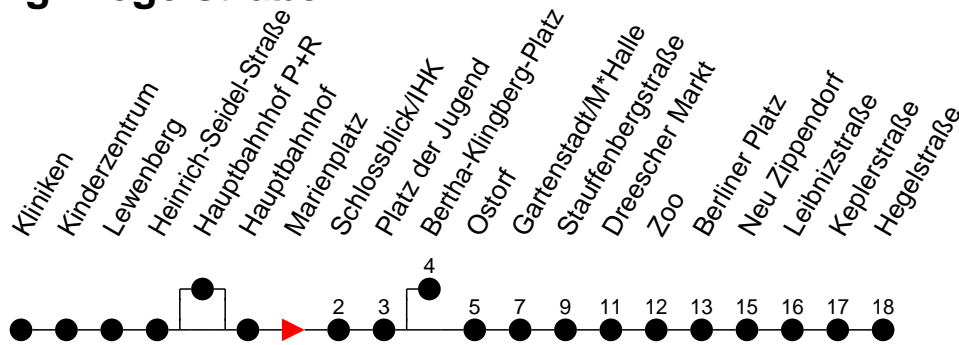 Kliniken
Kinderzentrum
Lewenberg
Heinrich-Seidel-Straße
Hauptbahnhof P+R
Hauptbahnhof
Marienplatz
Schlossblick/IHK
Platz der Jugend
Bertha-Klingberg-Platz
Ostorf
Gartenstadt/M*Halle
Stauffenbergstraße
Dreescher Markt
Zoo
Berliner Platz
Neu Zippendorf
Leibnizstraße
Keplerstraße
Hegelstraße
4
2 3 5 7 9 11 12 13 15 16 17 18